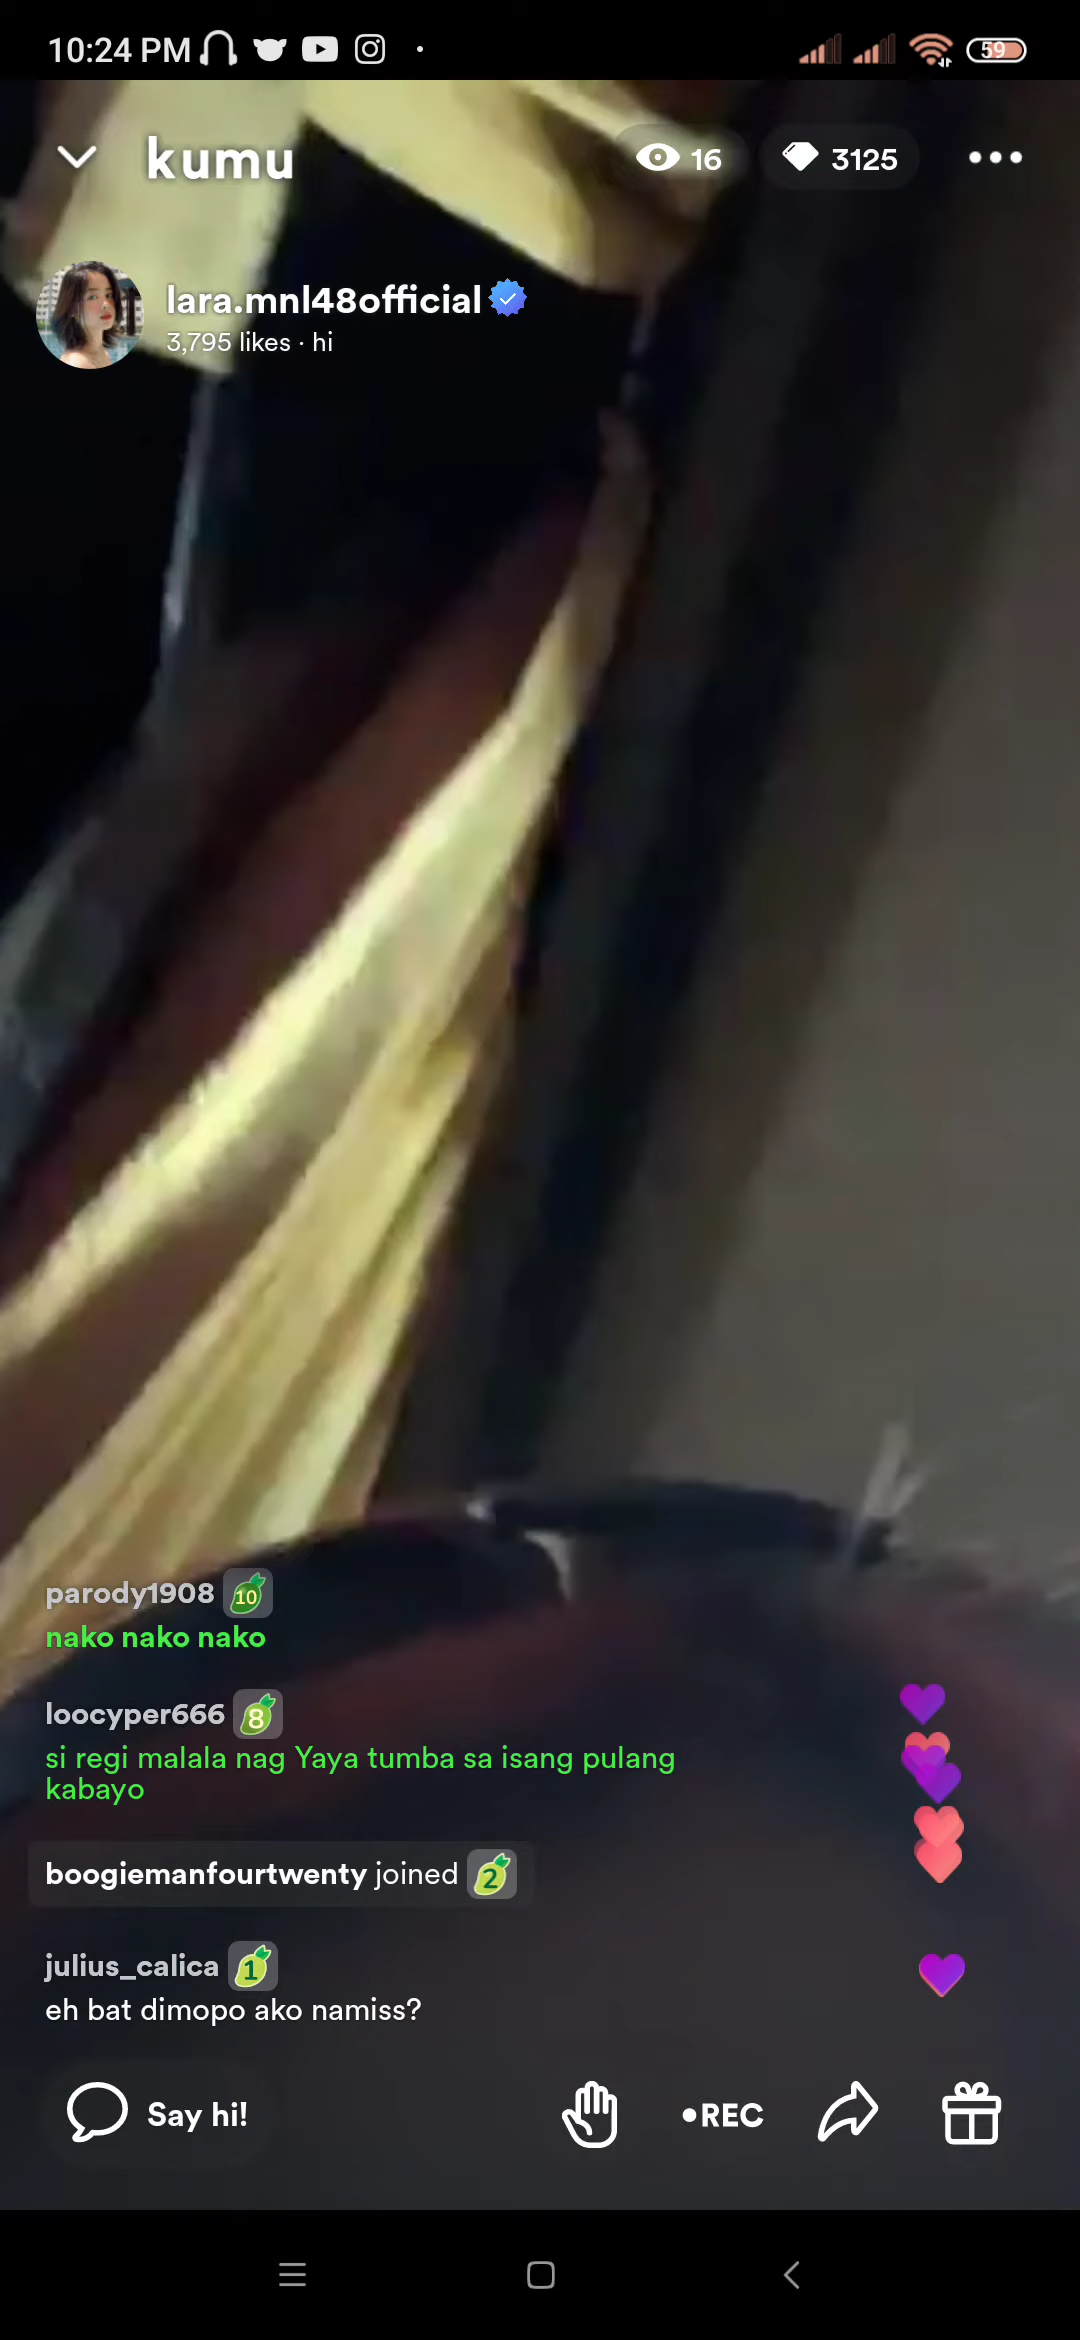 10:24 PM
59
kumu
16
3125
lara.mnl48official
3,795 likes · hi
parody1908 10
nako nako nako
loocyper666 8
si regi malala nag Yaya tumba sa isang pulang
kabayo
boogiemanfourtwenty joined 2
julius_calica 1
eh bat dimopo ako namiss?
Say hi!
•REC